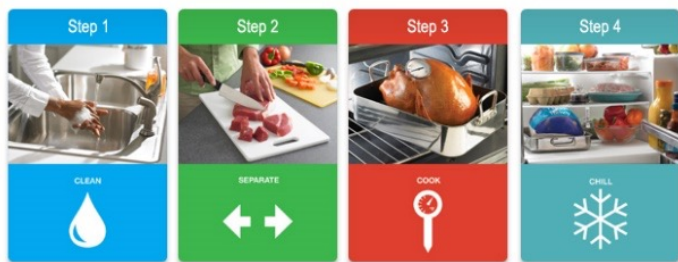 Step 1
Step 2
Step 3
Step 4
CLEAN
SEPARATE
COOK
CHILL